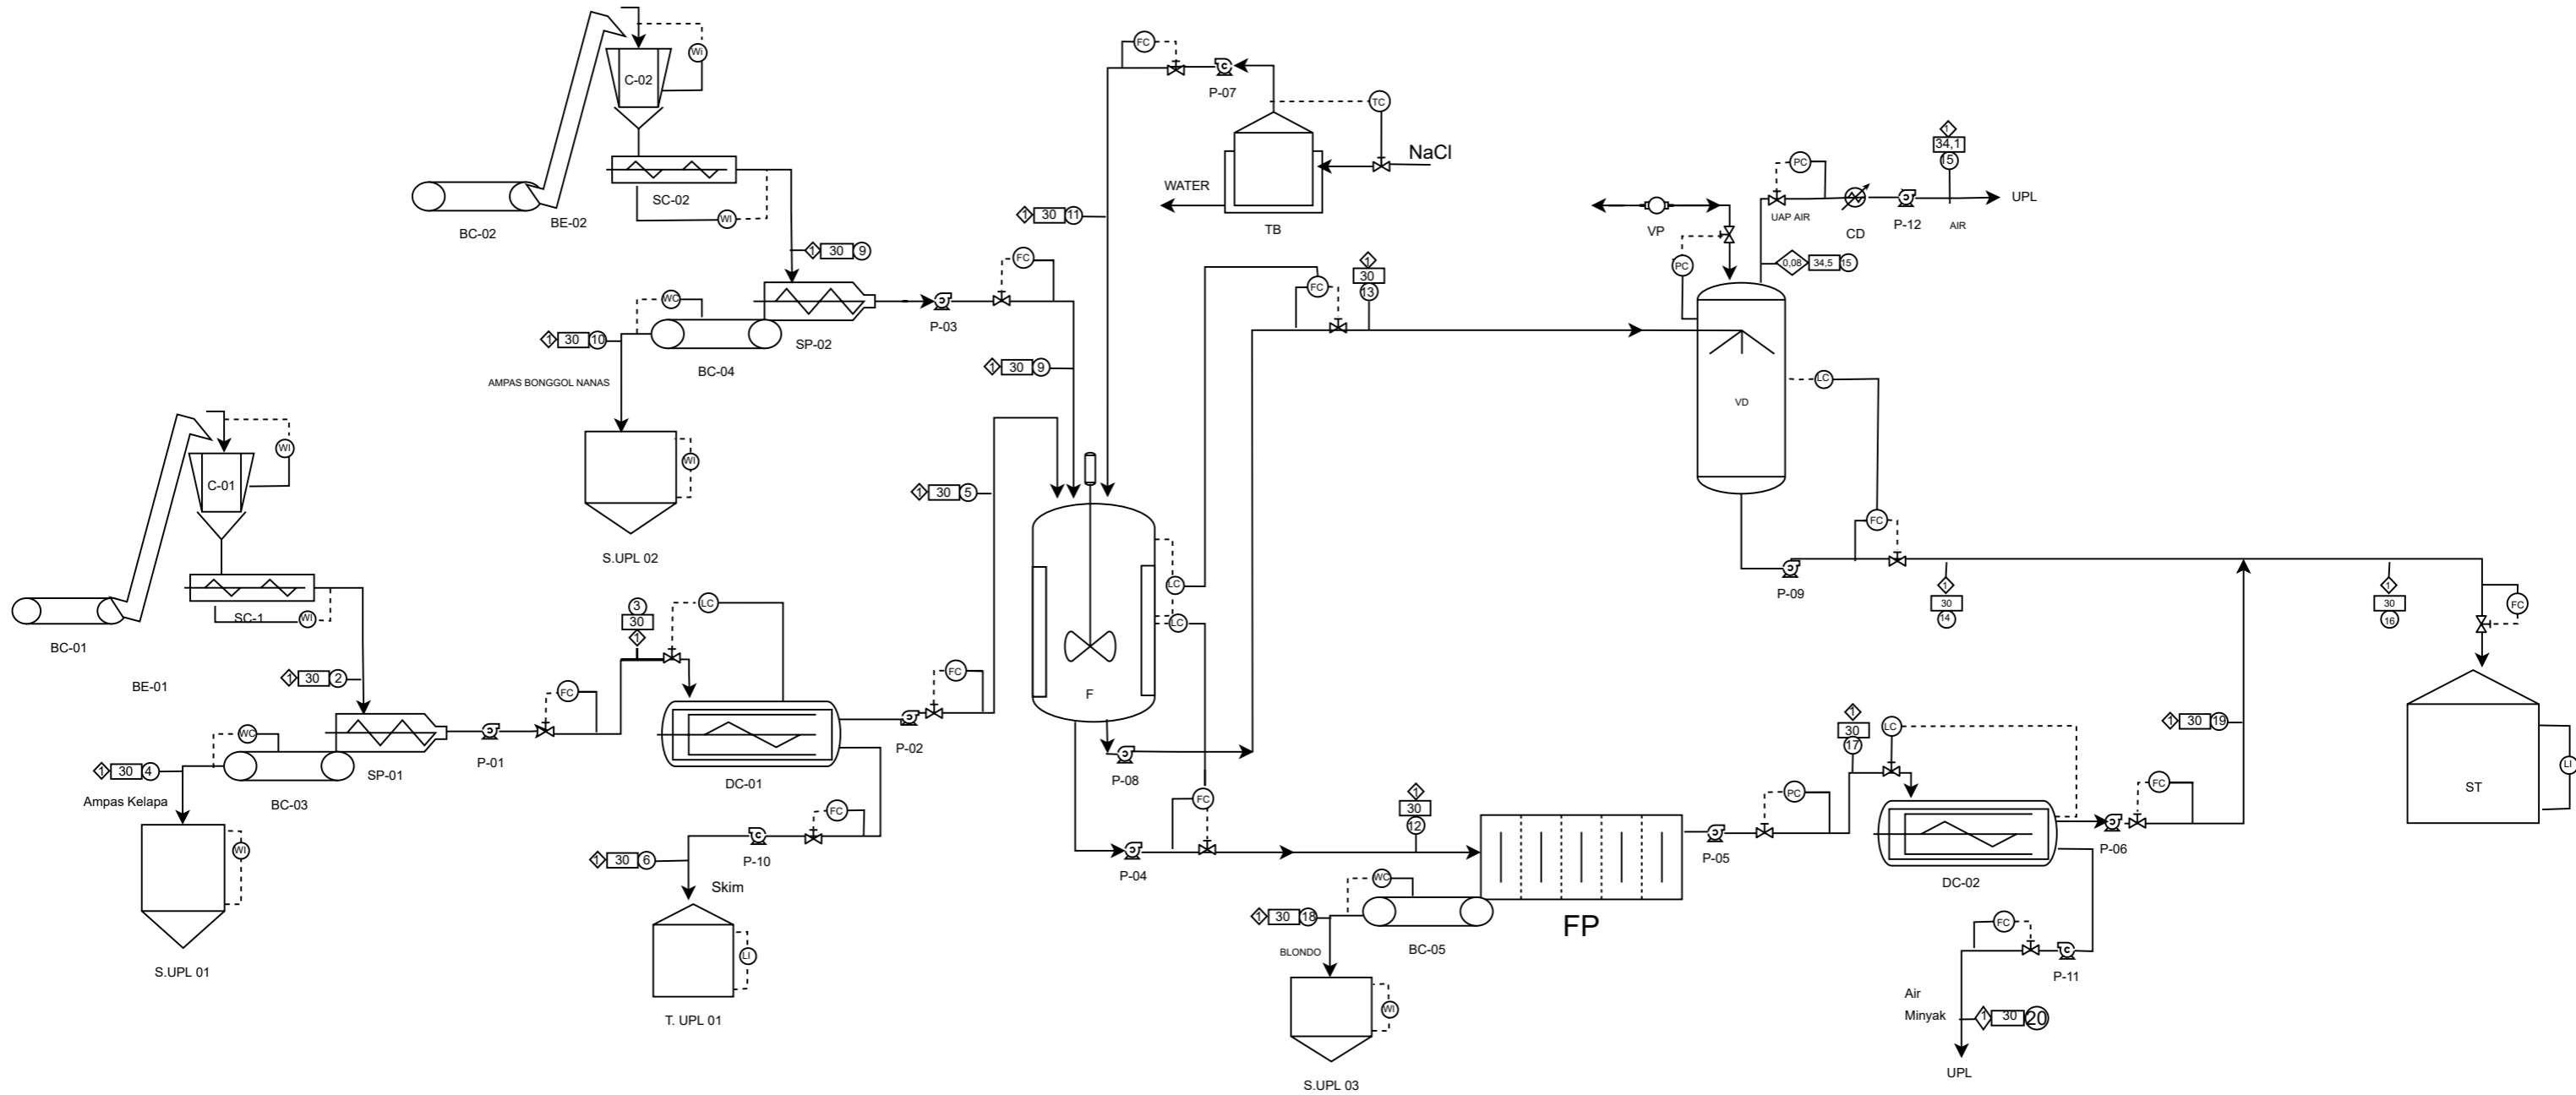 Wi
C-02
SC-02
WI
BC-02
BE-02
1 30 9
WC
1 30 10
SP-02
BC-04
AMPAS BONGGOL NANAS
WI
S.UPL 02
P-03
FC
1 30 9
FC
P-07
TC
NaCl
WATER
TB
1 30 11
FC
1
30
13
VP
PC
PC
UAP AIR
CD
P-12
AIR
UPL
1
34,1
15
0,08 34,5 15
VD
LC
FC
P-09
1
30
14
1
30
16
FC
ST
LI
WI
C-01
SC-1
WI
BC-01
BE-01
1 30 2
WC
1 30 4
Ampas Kelapa
BC-03
SP-01
WI
S.UPL 01
P-01
FC
3
30
1
LC
DC-01
P-02
FC
1 30 5
FC
P-10
1 30 6
Skim
LI
T. UPL 01
F
LC
LC
P-08
FC
P-04
1
30
12
FP
WC
1 30 18
BLONDO
BC-05
WI
S.UPL 03
P-05
PC
1
30
17
LC
DC-02
P-06
FC
1 30 19
FC
P-11
Air
Minyak
1 30 20
UPL